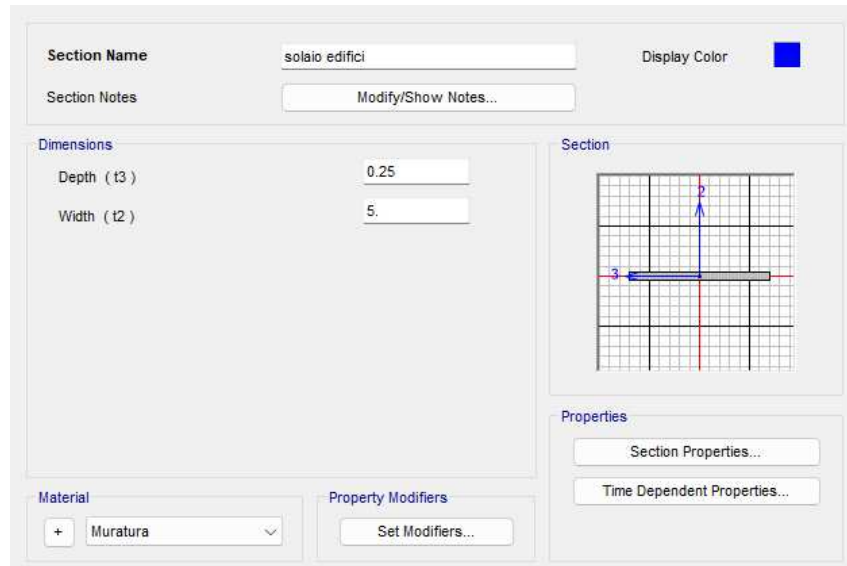 Section Name
solaio edifici
Display Color
Section Notes
Modify/Show Notes...
Dimensions
Depth ( t3 )
0.25
Width ( t2 )
5.
Section
2
3
Properties
Section Properties...
Time Dependent Properties...
Material
+
Muratura
Property Modifiers
Set Modifiers...